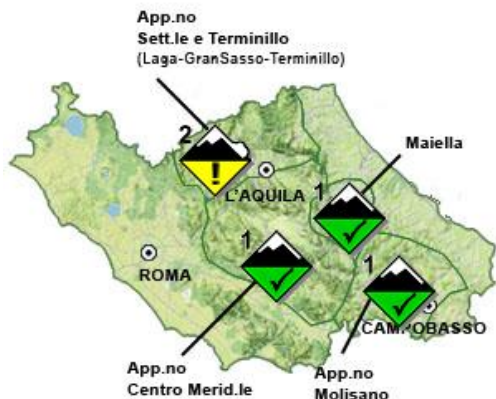 App.no
Sett.le e Terminillo
(Laga-GranSasso-Terminillo)
2
!
L'AQUILA
Maiella
1
1
ROMA
1
CAMPOBASSO
App.no
Centro Merid.le
App.no
Molisano